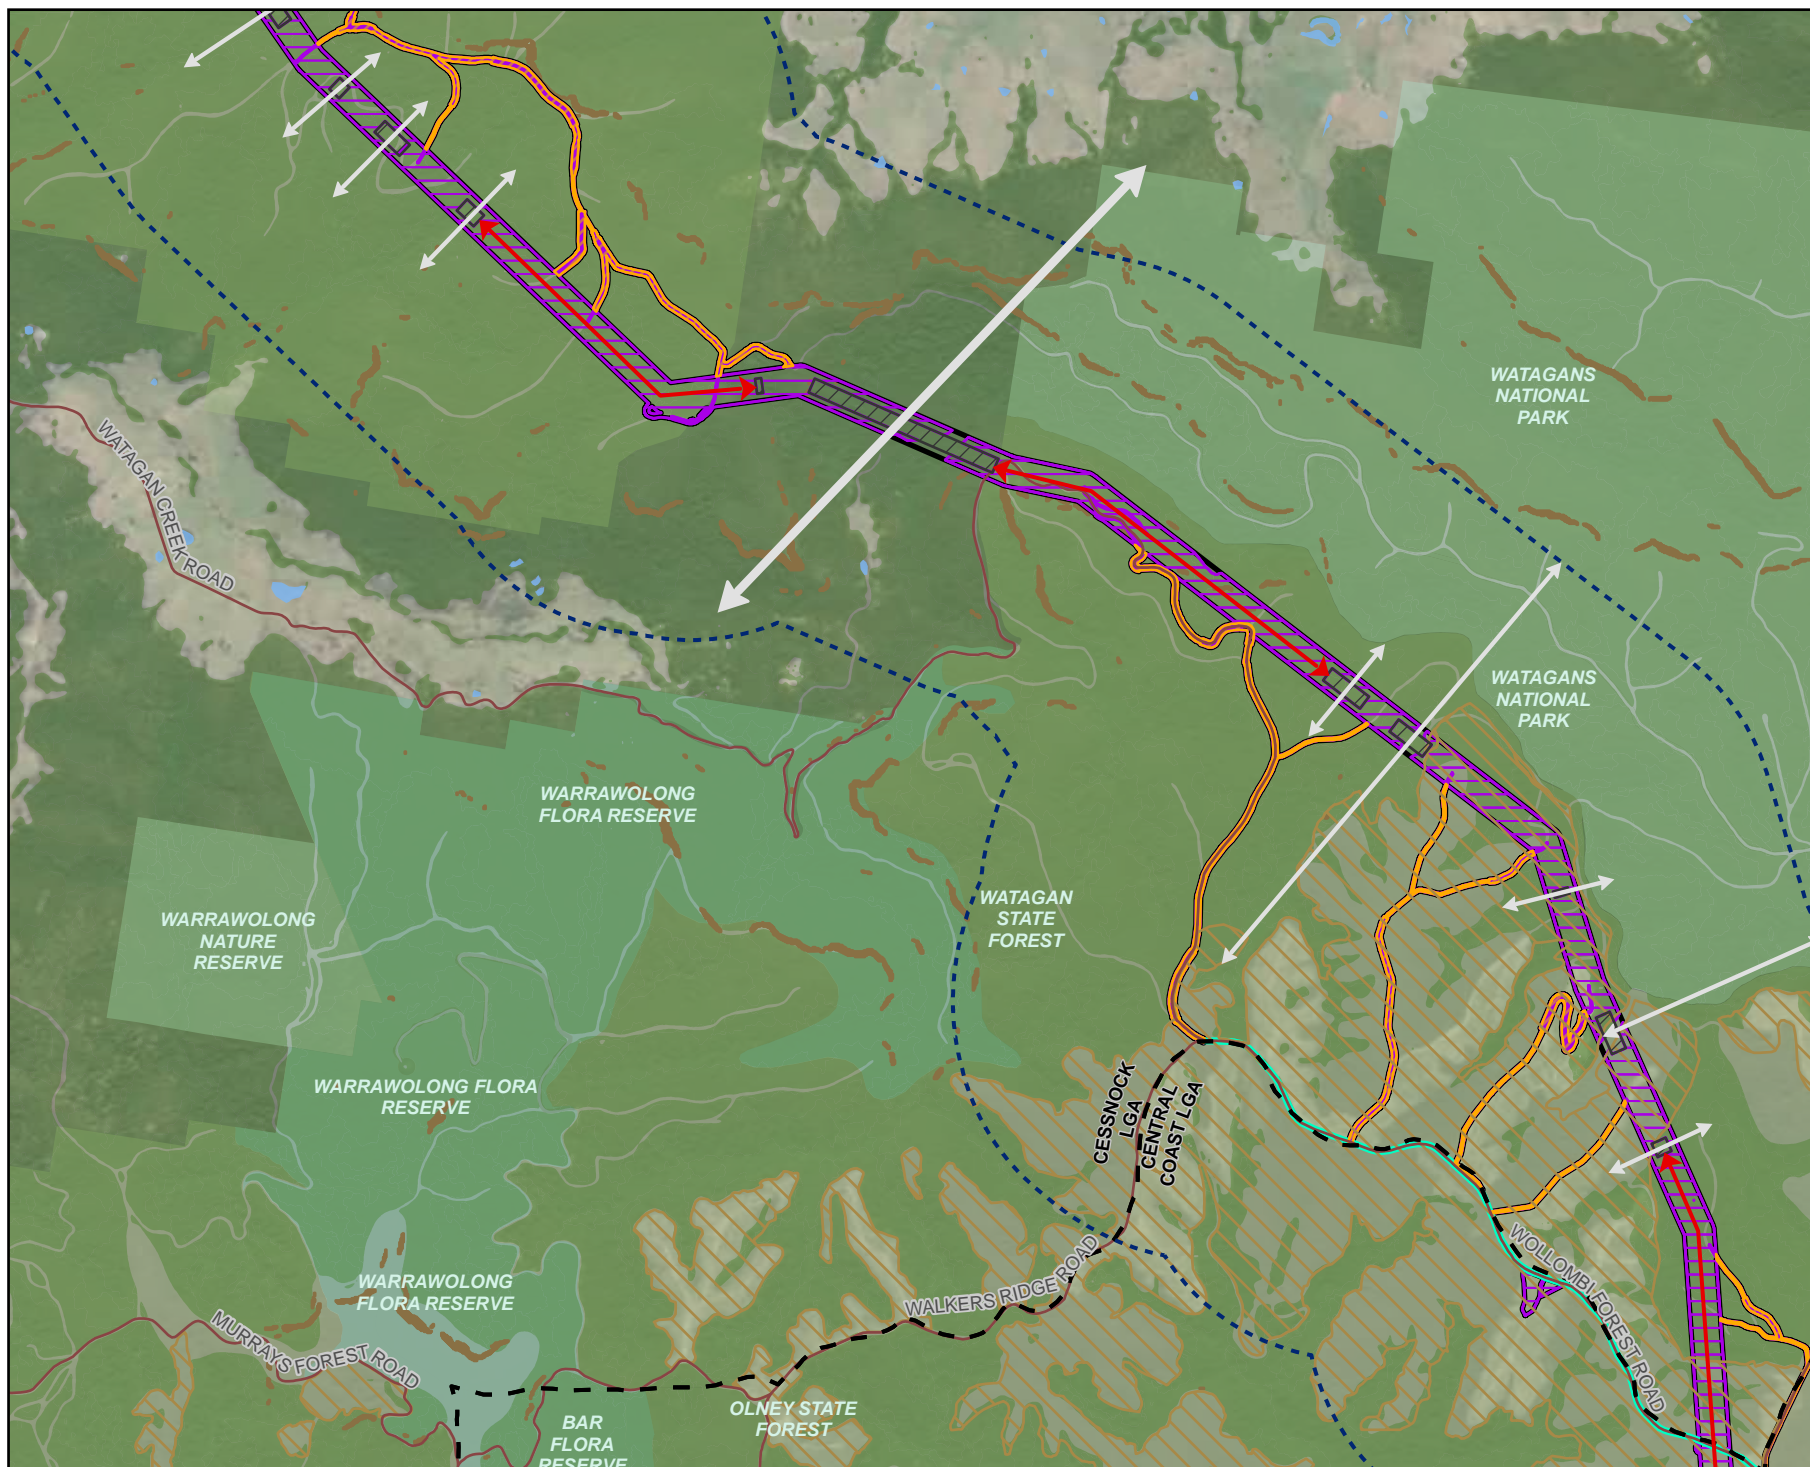 WATAGANS
NATIONAL
PARK
WATAGAN CREEK ROAD
WATAGANS
NATIONAL
PARK
WARRAWOLONG
FLORA RESERVE
WATAGAN
STATE
FOREST
WARRAWOLONG
NATURE
RESERVE
WARRAWOLONG FLORA
RESERVE
CESSNOCK
LGA
CENTRAL
COAST LGA
WOLLOMBI FOREST ROAD
WALKERS RIDGE ROAD
WARRAWOLONG
FLORA RESERVE
MURRAYS FOREST ROAD
OLNEY STATE
FOREST
BAR
FLORA
RESERVE